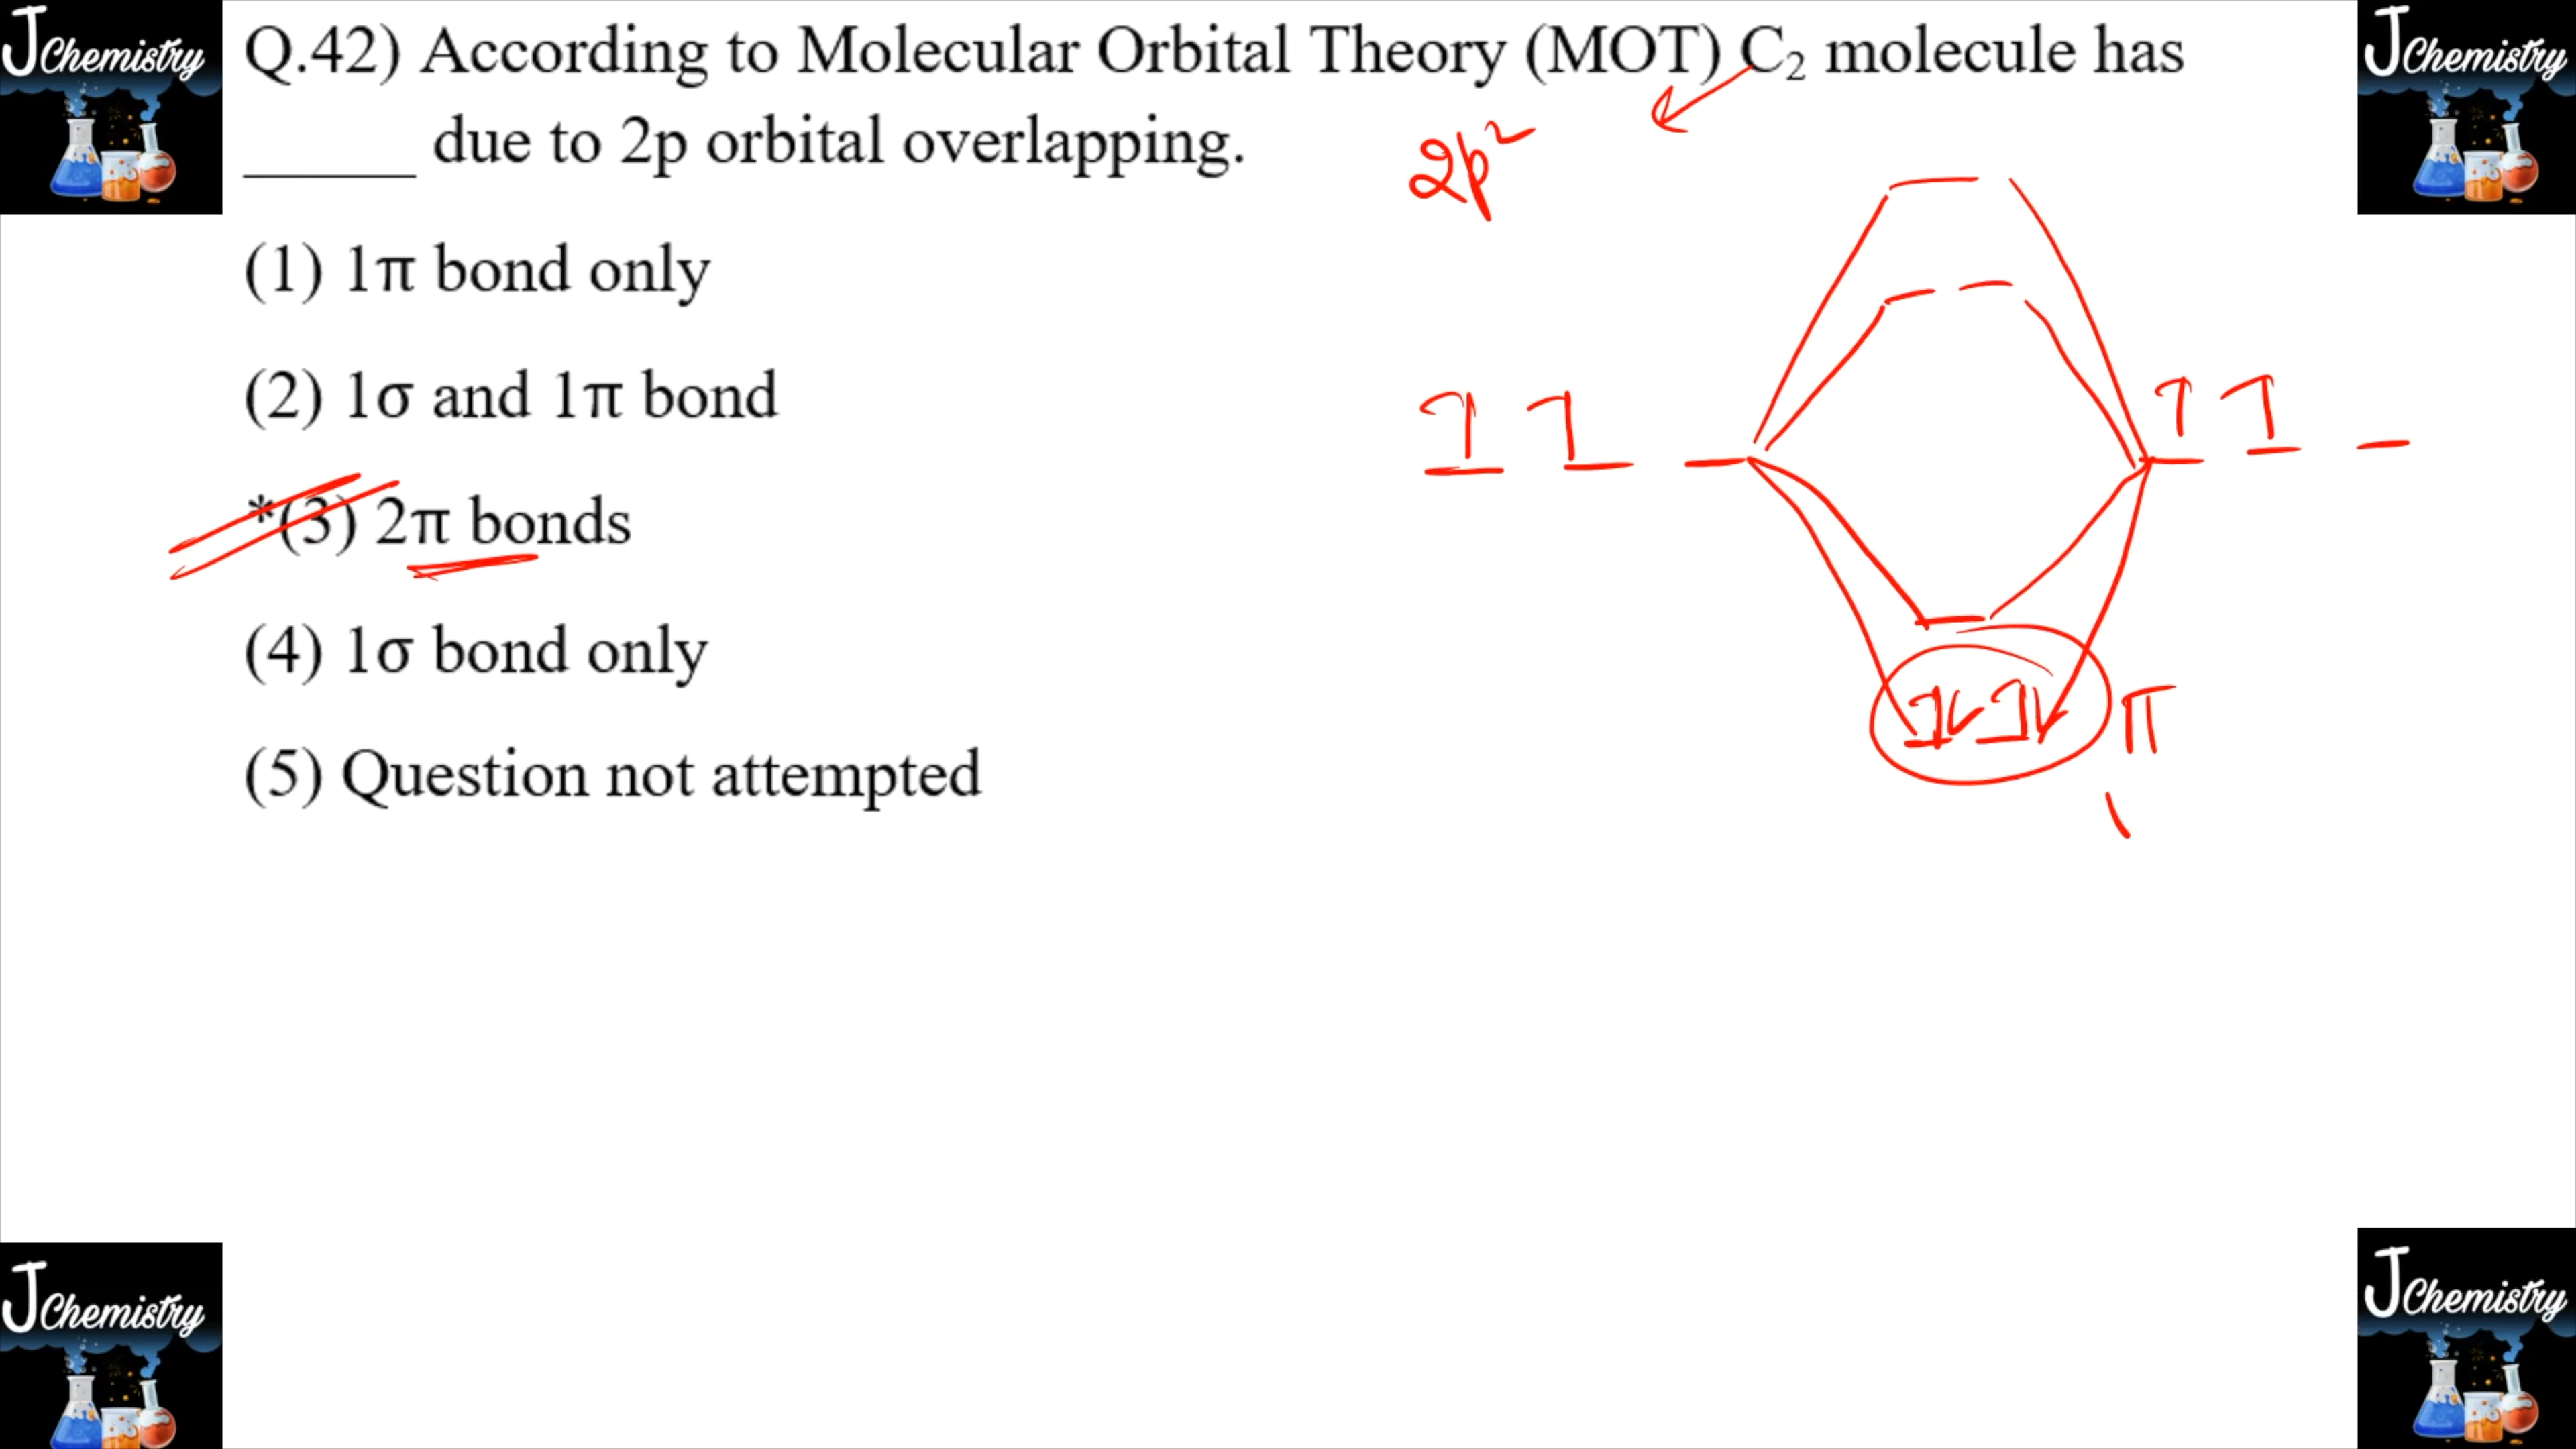 JChemistry
JChemistry
Q.42) According to Molecular Orbital Theory (MOT) C₂ molecule has
______ due to 2p orbital overlapping.
2p²
(1) 1π bond only
(2) 1σ and 1π bond
*(3) 2π bonds
(4) 1σ bond only
π
(5) Question not attempted
JChemistry
JChemistry